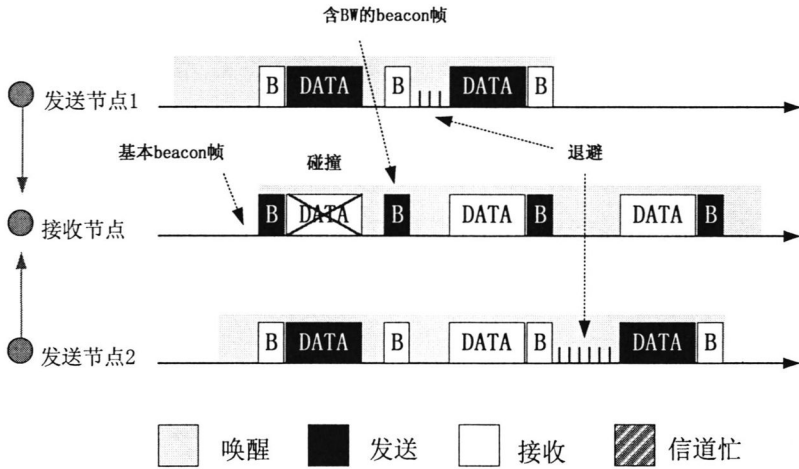 含BW的beacon帧
B DATA B DATA B
发送节点1
基本beacon帧
碰撞
退避
B DATA B DATA B DATA B
接收节点
B DATA B DATA B DATA B
发送节点2
唤醒
发送
接收
信道忙